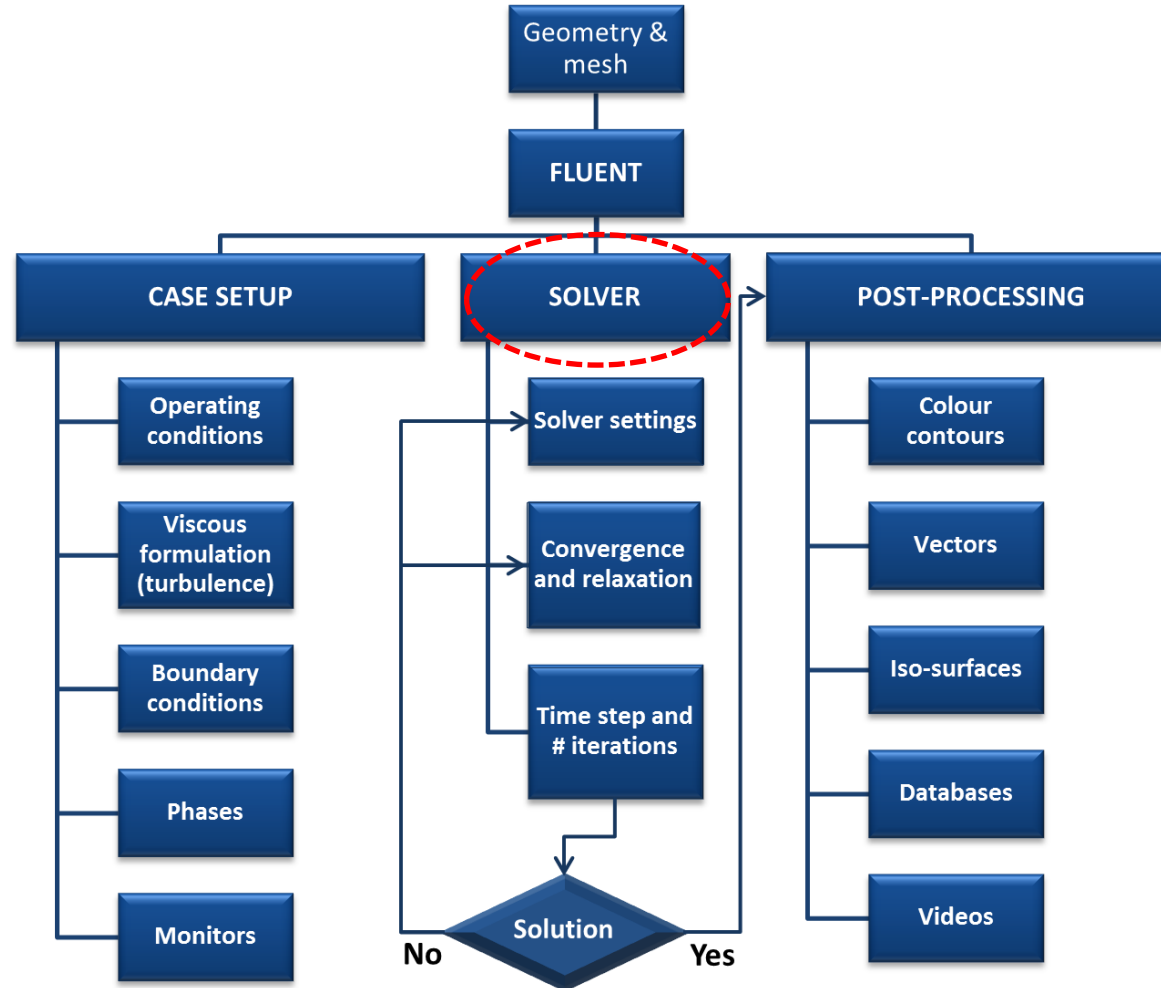 Geometry &
mesh
FLUENT
CASE SETUP
SOLVER
POST-PROCESSING
Operating
conditions
Viscous
formulation
(turbulence)
Boundary
conditions
Phases
Monitors
Solver settings
Convergence
and relaxation
Time step and
# iterations
Solution
No
Yes
Colour
contours
Vectors
Iso-surfaces
Databases
Videos